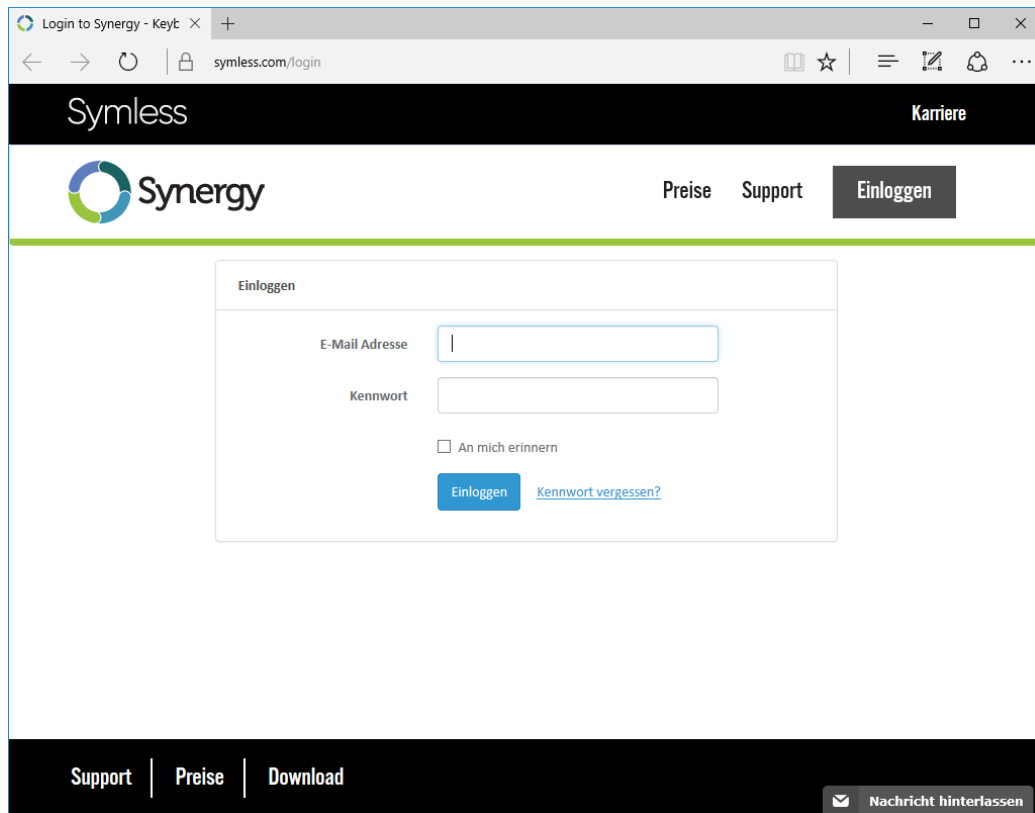 Login to Synergy - Keyb
symless.com/login
Symless
Karriere
Synergy
Preise
Support
Einloggen
Einloggen
E-Mail Adresse
Kennwort
An mich erinnern
Einloggen
Kennwort vergessen?
Support
Preise
Download
Nachricht hinterlassen